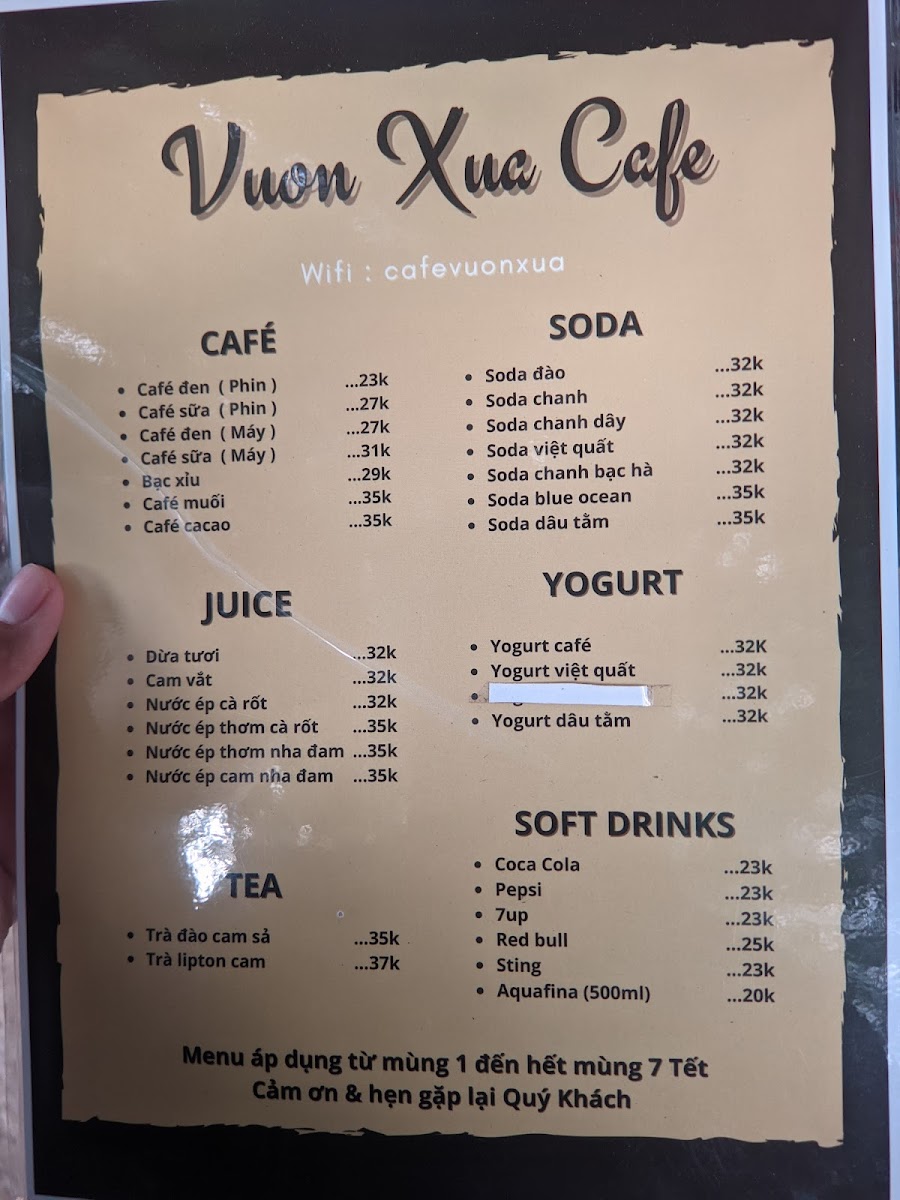 Vuon Xua Cafe
Wifi : cafevuonxua
CAFÉ
Café đen ( Phin ) ...23k
Café sữa ( Phin ) ...27k
Café đen ( Máy ) ...27k
Café sữa ( Máy ) ...31k
Bạc xỉu ...29k
Café muối ...35k
Café cacao ...35k
JUICE
Dừa tươi ...32k
Cam vắt ...32k
Nước ép cà rốt ...32k
Nước ép thơm cà rốt ...35k
Nước ép thơm nha đam ...35k
Nước ép cam nha đam ...35k
TEA
Trà đào cam sả ...35k
Trà lipton cam ...37k
SODA
Soda đào ...32k
Soda chanh ...32k
Soda chanh dây ...32k
Soda việt quất ...32k
Soda chanh bạc hà ...32k
Soda blue ocean ...35k
Soda dâu tằm ...35k
YOGURT
Yogurt café ...32K
Yogurt việt quất ...32k
...32k
Yogurt dâu tằm ...32k
SOFT DRINKS
Coca Cola ...23k
Pepsi ...23k
7up ...23k
Red bull ...25k
Sting ...23k
Aquafina (500ml) ...20k
Menu áp dụng từ mùng 1 đến hết mùng 7 Tết
Cảm ơn & hẹn gặp lại Quý Khách